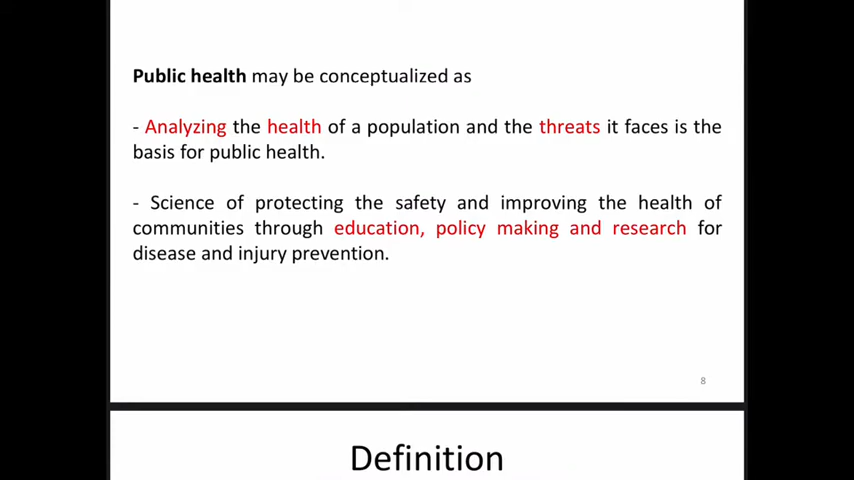 Public health may be conceptualized as
- Analyzing the health of a population and the threats it faces is the
basis for public health.
- Science of protecting the safety and improving the health of
communities through education, policy making and research for
disease and injury prevention.
8
Definition